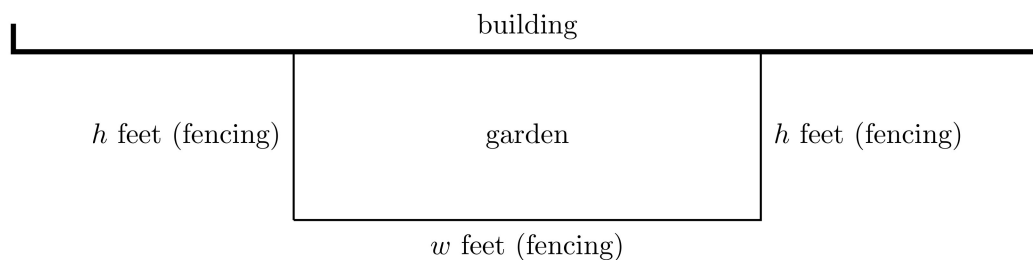 building
h feet (fencing)
garden
h feet (fencing)
w feet (fencing)